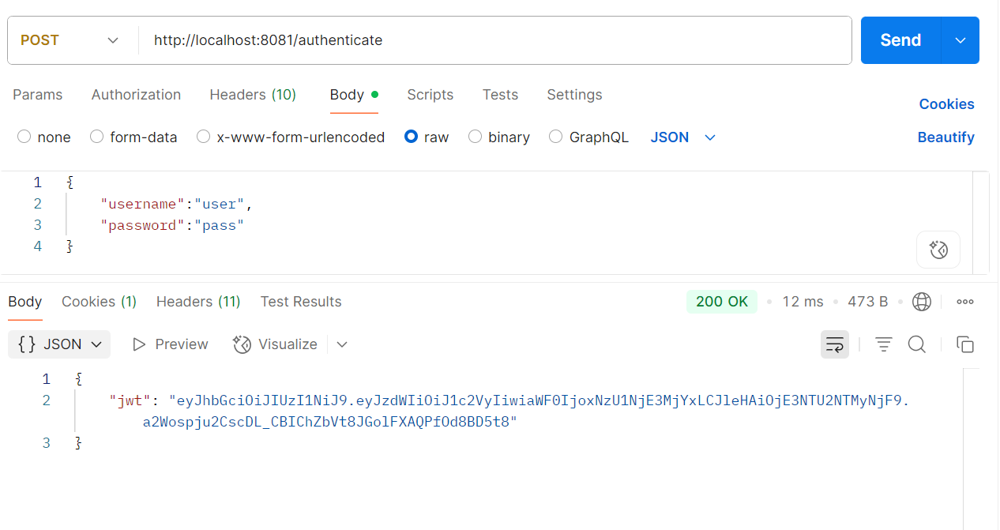 POST http://localhost:8081/authenticate Send
Params Authorization Headers (10) Body Scripts Tests Settings Cookies
none form-data x-www-form-urlencoded raw binary GraphQL JSON Beautify
1 {
2 "username":"user",
3 "password":"pass"
4 }
Body Cookies (1) Headers (11) Test Results 200 OK 12 ms 473 B
{} JSON Preview Visualize
1 {
2 "jwt": "eyJhbGciOiJIUzI1NiJ9.eyJzdWIiOiJ1c2VyIiwiaWF0IjoxNzU1NjE3MjYxLCJleHAiOjE3NTU2NTMyNjF9.
a2Wospju2CscDL_CBIChZbVt8JGolFXAQPfOd8BD5t8"
3 }